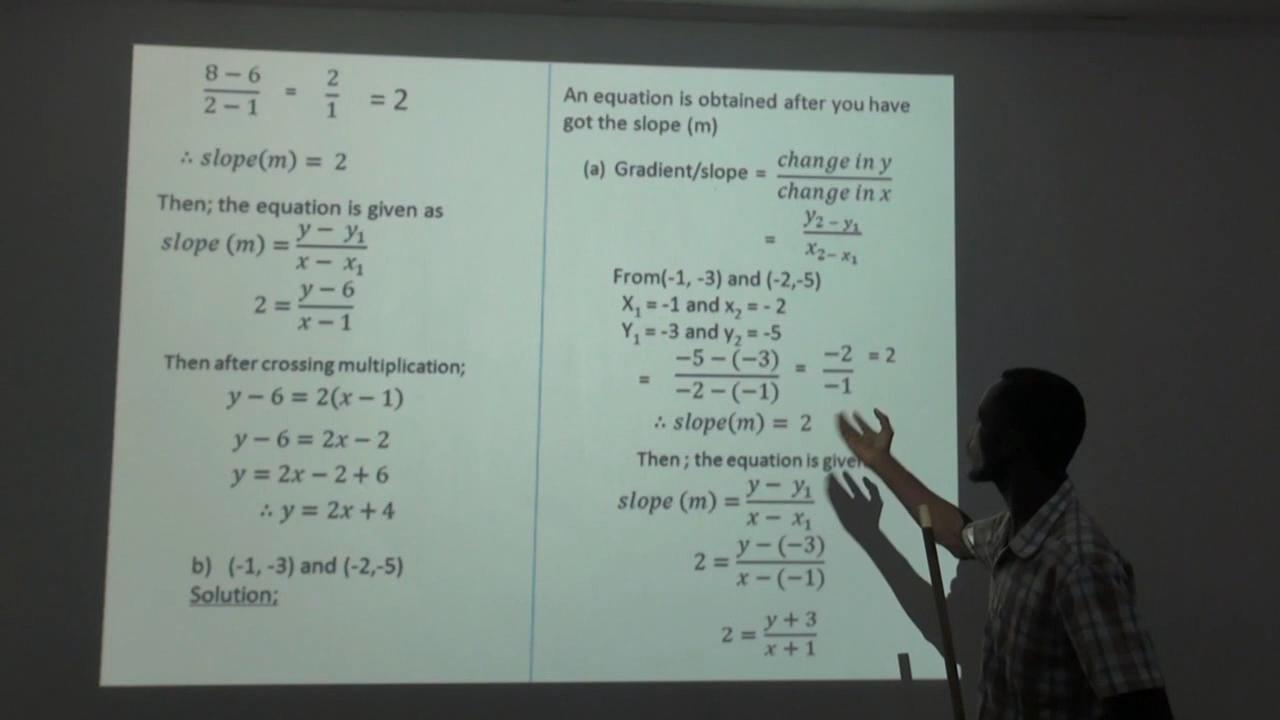 8 − 6 / 2 − 1 = 2/1 = 2
∴ slope(m) = 2
Then; the equation is given as
slope (m) = y − y₁ / x − x₁
2 = y − 6 / x − 1
Then after crossing multiplication;
y − 6 = 2(x − 1)
y − 6 = 2x − 2
y = 2x − 2 + 6
∴ y = 2x + 4
b) (-1, -3) and (-2,-5)
Solution;
An equation is obtained after you have
got the slope (m)
(a) Gradient/slope = change in y / change in x
= y₂ − y₁ / x₂ − x₁
From(-1, -3) and (-2,-5)
X₁ = -1 and x₂ = - 2
Y₁ = -3 and y₂ = -5
= −5 − (−3) / −2 − (−1) = −2 / −1 = 2
∴ slope(m) = 2
Then ; the equation is given
slope (m) = y − y₁ / x − x₁
2 = y − (−3) / x − (−1)
2 = y + 3 / x + 1